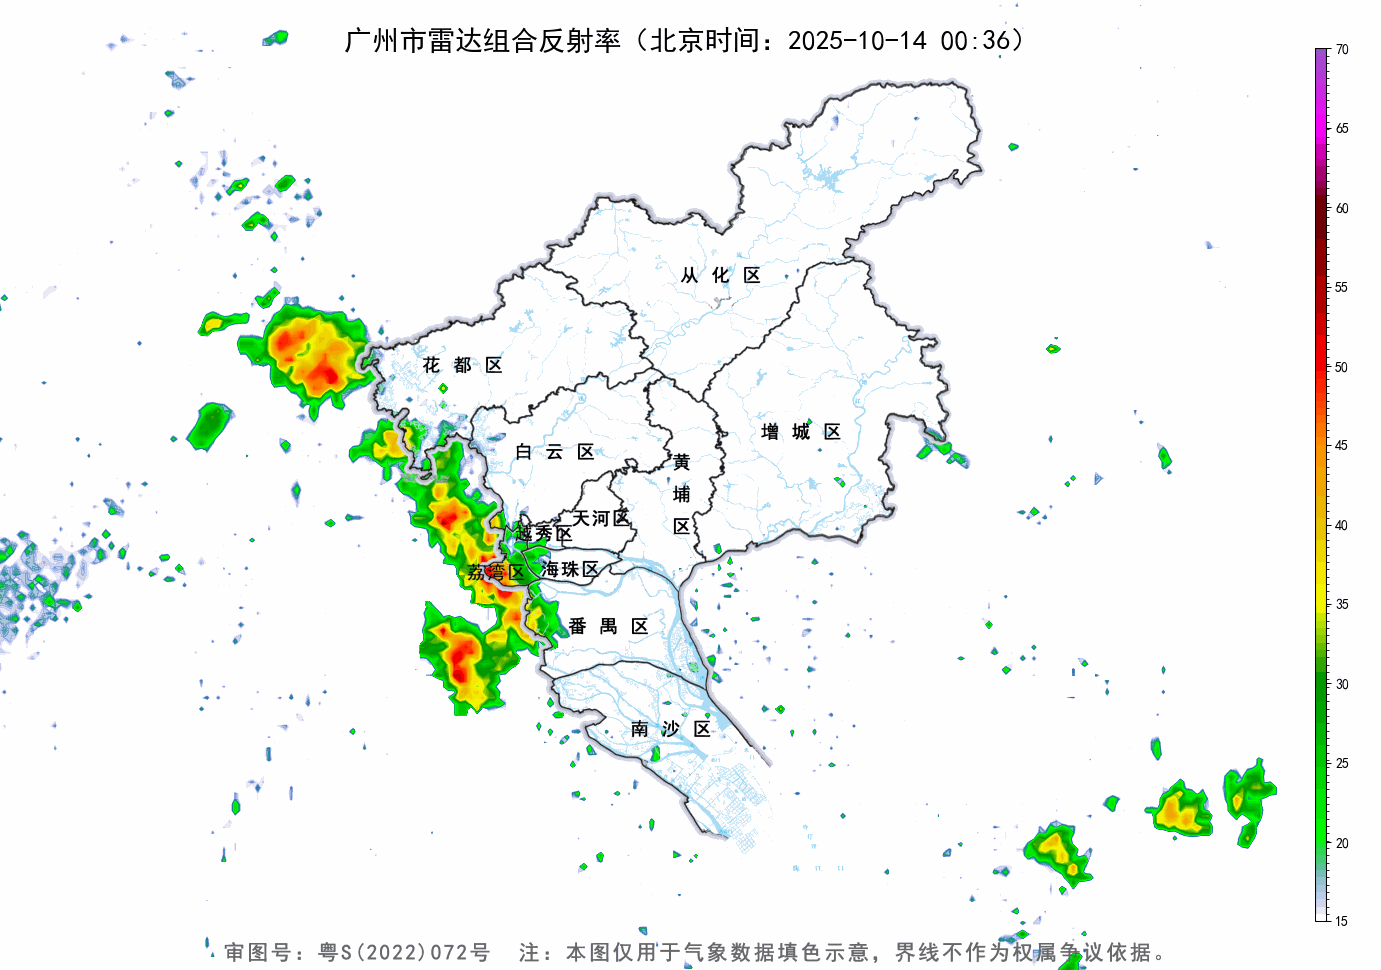 广州市雷达组合反射率（北京时间：2025-10-14 00:36）
70
65
60
55
50
45
40
35
30
25
20
15
从化区
花都区
增城区
白云区
黄埔区
天河区
越秀区
海珠区
荔湾区
番禺区
南沙区
审图号：粤S(2022)072号 注：本图仅用于气象数据填色示意，界线不作为权属争议依据。